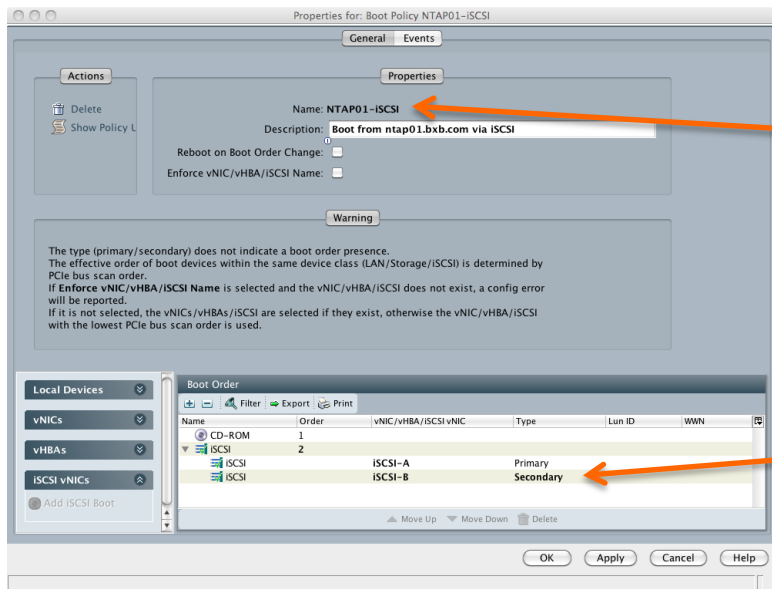 Properties for: Boot Policy NTAP01-iSCSI
General Events
Actions
Delete
Show Policy U
Properties
Name: NTAP01-iSCSI
Description: Boot from ntap01.bxb.com via iSCSI
Reboot on Boot Order Change:
Enforce vNIC/vHBA/iSCSI Name:
Warning
The type (primary/secondary) does not indicate a boot order presence.
The effective order of boot devices within the same device class (LAN/Storage/iSCSI) is determined by
PCIe bus scan order.
If Enforce vNIC/vHBA/iSCSI Name is selected and the vNIC/vHBA/iSCSI does not exist, a config error
will be reported.
If it is not selected, the vNICs/vHBAs/iSCSI are selected if they exist, otherwise the vNIC/vHBA/iSCSI
with the lowest PCIe bus scan order is used.
Local Devices
vNICs
vHBAs
iSCSI vNICs
Add iSCSI Boot
Boot Order
Filter Export Print
Name Order vNIC/vHBA/iSCSI vNIC Type Lun ID WWN
CD-ROM 1
iSCSI 2
iSCSI iSCSI-A Primary
iSCSI iSCSI-B Secondary
Move Up Move Down Delete
OK Apply Cancel Help